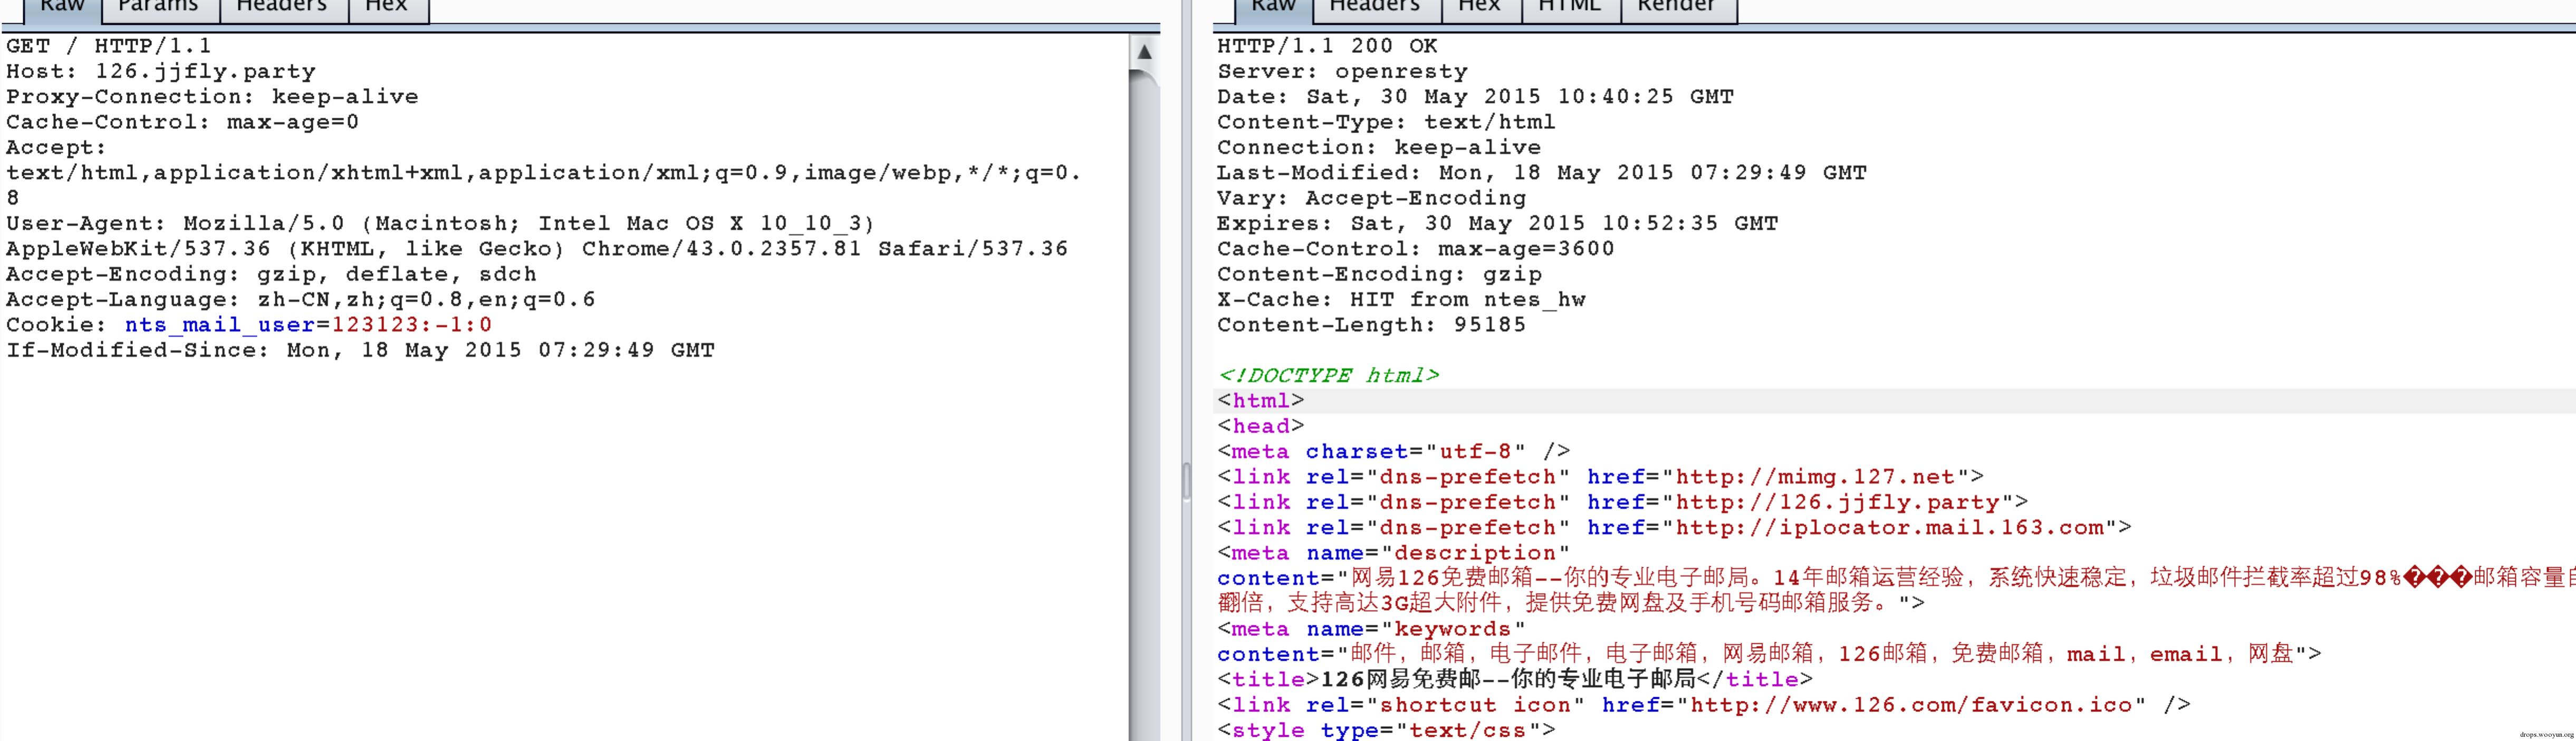 Raw Params Headers Hex
GET / HTTP/1.1
Host: 126.jjfly.party
Proxy-Connection: keep-alive
Cache-Control: max-age=0
Accept:
text/html,application/xhtml+xml,application/xml;q=0.9,image/webp,*/*;q=0.
8
User-Agent: Mozilla/5.0 (Macintosh; Intel Mac OS X 10_10_3)
AppleWebKit/537.36 (KHTML, like Gecko) Chrome/43.0.2357.81 Safari/537.36
Accept-Encoding: gzip, deflate, sdch
Accept-Language: zh-CN,zh;q=0.8,en;q=0.6
Cookie: nts_mail_user=123123:-1:0
If-Modified-Since: Mon, 18 May 2015 07:29:49 GMT
Raw Headers Hex HTML Render
HTTP/1.1 200 OK
Server: openresty
Date: Sat, 30 May 2015 10:40:25 GMT
Content-Type: text/html
Connection: keep-alive
Last-Modified: Mon, 18 May 2015 07:29:49 GMT
Vary: Accept-Encoding
Expires: Sat, 30 May 2015 10:52:35 GMT
Cache-Control: max-age=3600
Content-Encoding: gzip
X-Cache: HIT from ntes_hw
Content-Length: 95185
<!DOCTYPE html>
<html>
<head>
<meta charset="utf-8" />
<link rel="dns-prefetch" href="http://mimg.127.net">
<link rel="dns-prefetch" href="http://126.jjfly.party">
<link rel="dns-prefetch" href="http://iplocator.mail.163.com">
<meta name="description"
content="网易126免费邮箱--你的专业电子邮局。14年邮箱运营经验，系统快速稳定，垃圾邮件拦截率超过98%���邮箱容量自
翻倍，支持高达3G超大附件，提供免费网盘及手机号码邮箱服务。">
<meta name="keywords"
content="邮件，邮箱，电子邮件，电子邮箱，网易邮箱，126邮箱，免费邮箱，mail，email，网盘">
<title>126网易免费邮--你的专业电子邮局</title>
<link rel="shortcut icon" href="http://www.126.com/favicon.ico" />
<style type="text/css">
drops.wooyun.org